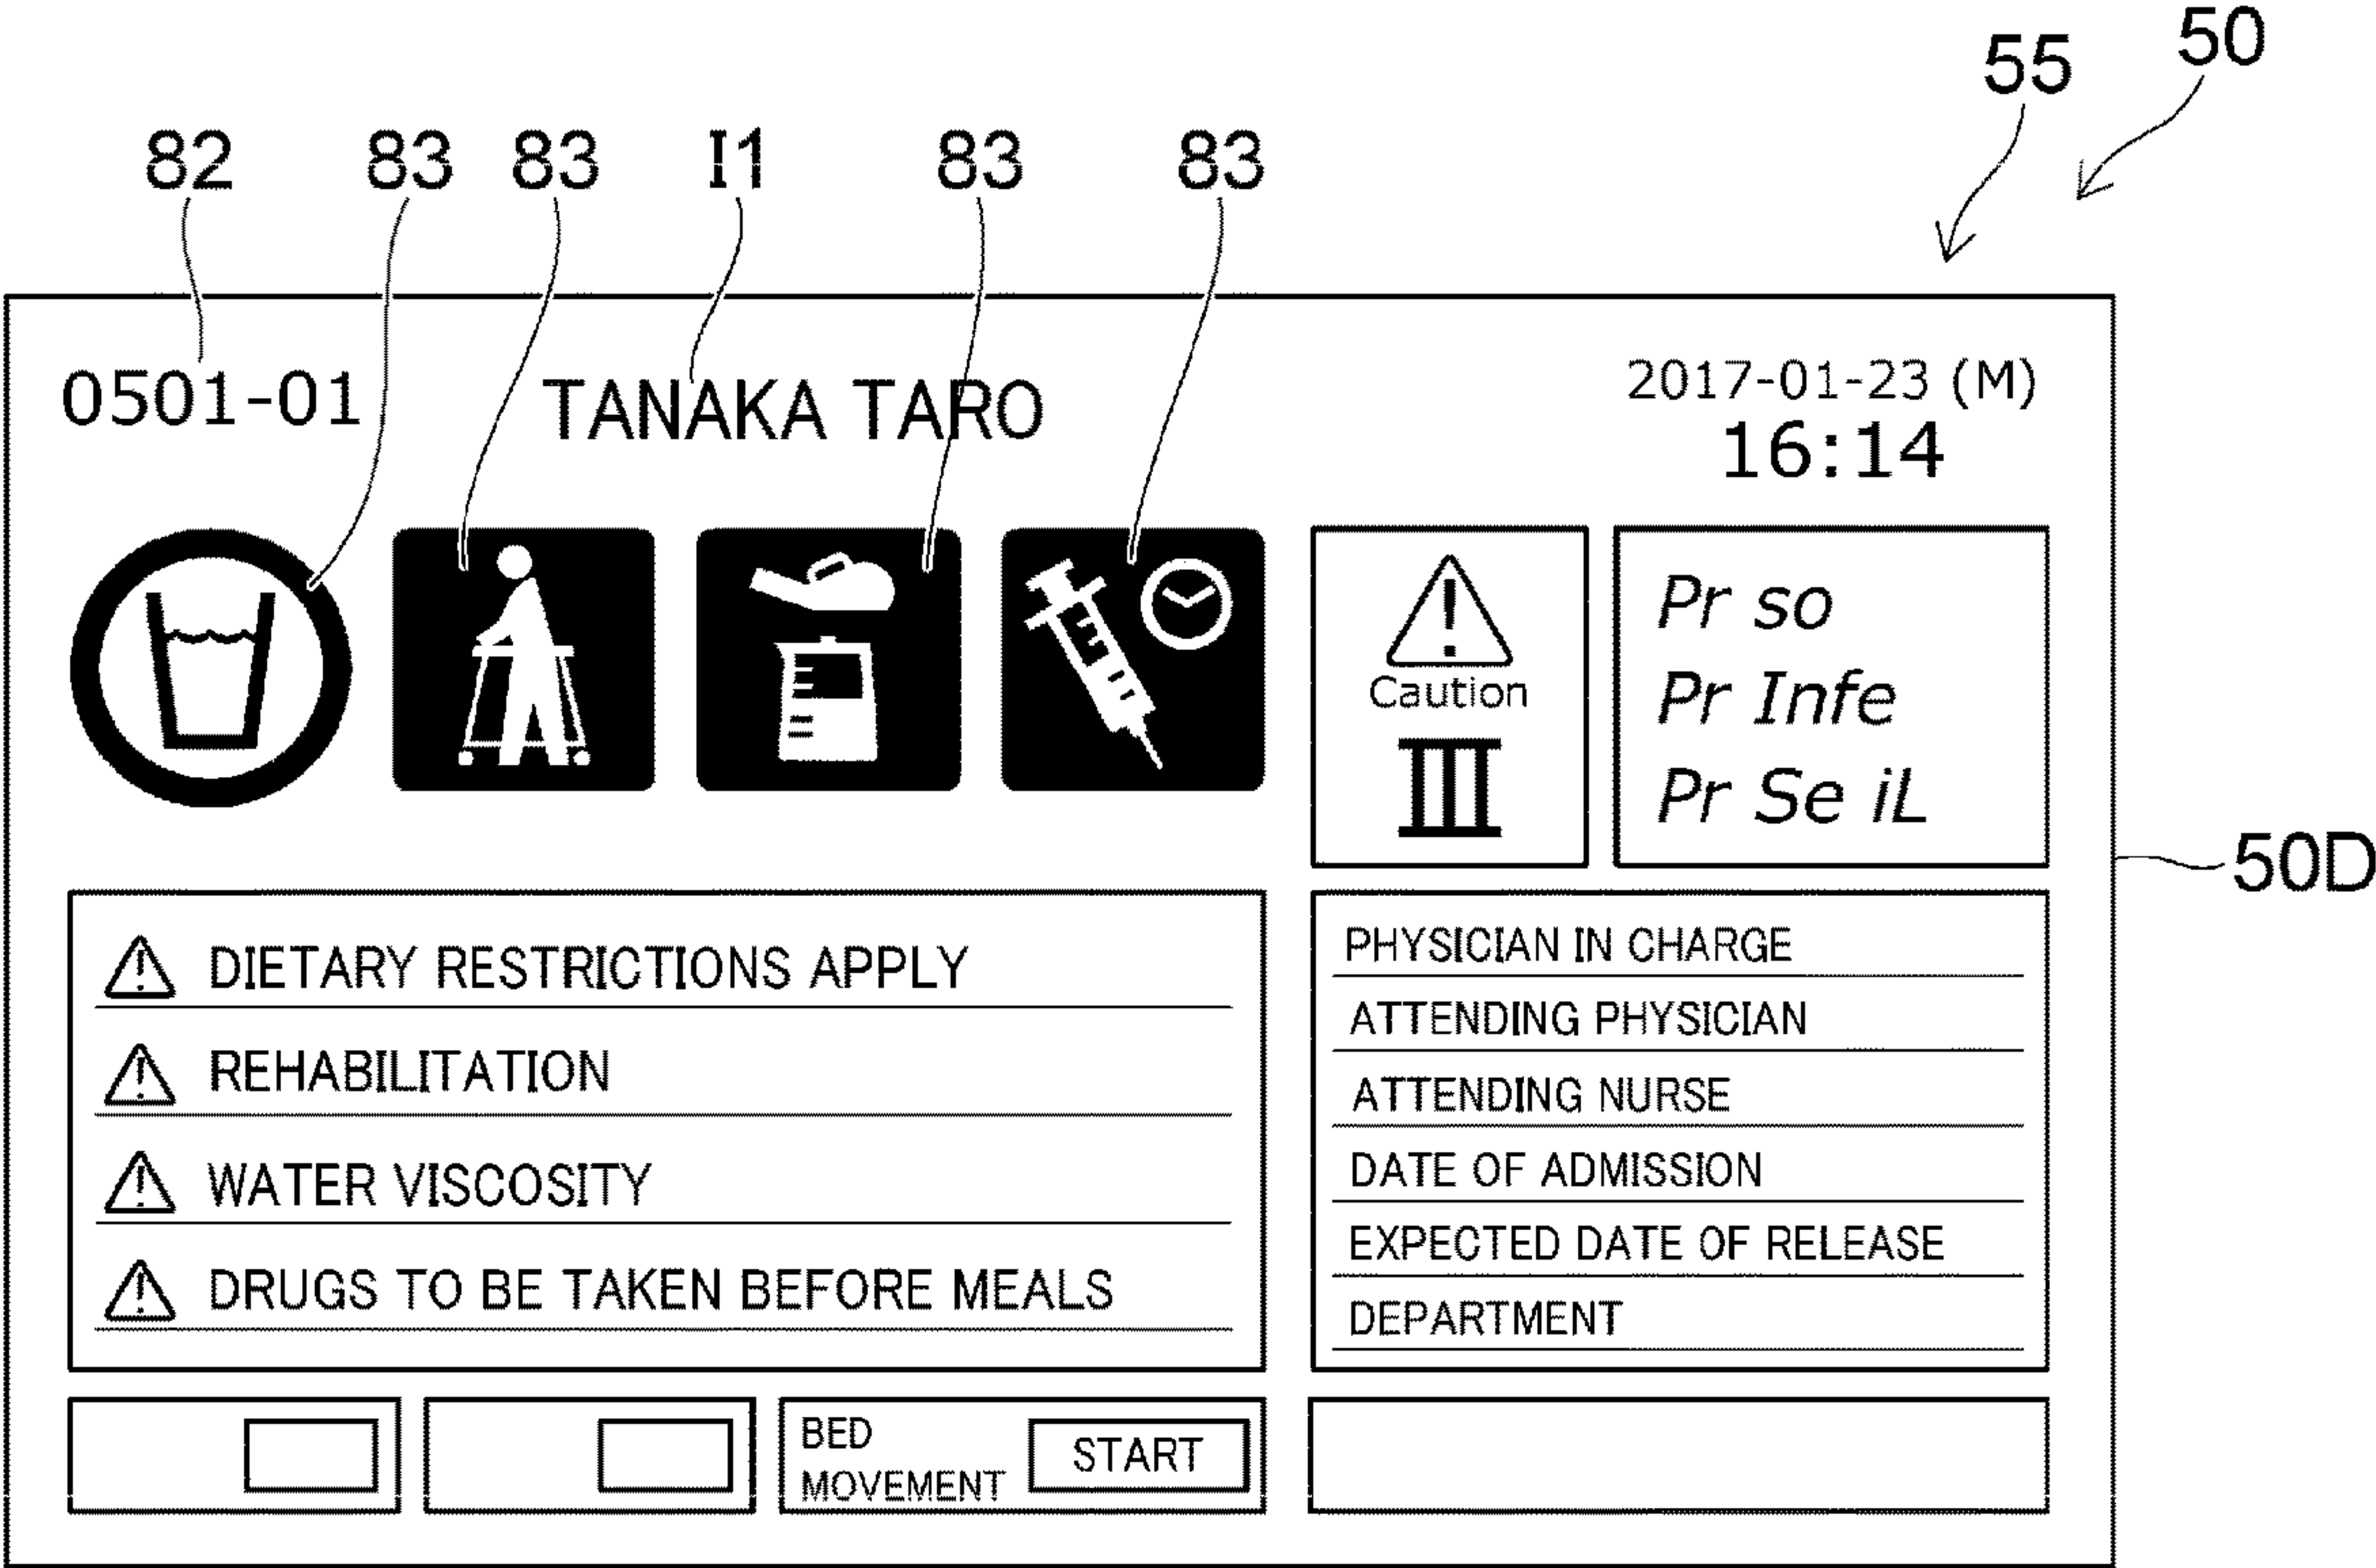 50
55
82 83 83 I1 83 83
0501-01
TANAKA TARO
2017-01-23 (M)
16:14
!
Caution
III
Pr so
Pr Infe
Pr Se iL
50D
! DIETARY RESTRICTIONS APPLY
! REHABILITATION
! WATER VISCOSITY
! DRUGS TO BE TAKEN BEFORE MEALS
PHYSICIAN IN CHARGE
ATTENDING PHYSICIAN
ATTENDING NURSE
DATE OF ADMISSION
EXPECTED DATE OF RELEASE
DEPARTMENT
BED
MOVEMENT
START